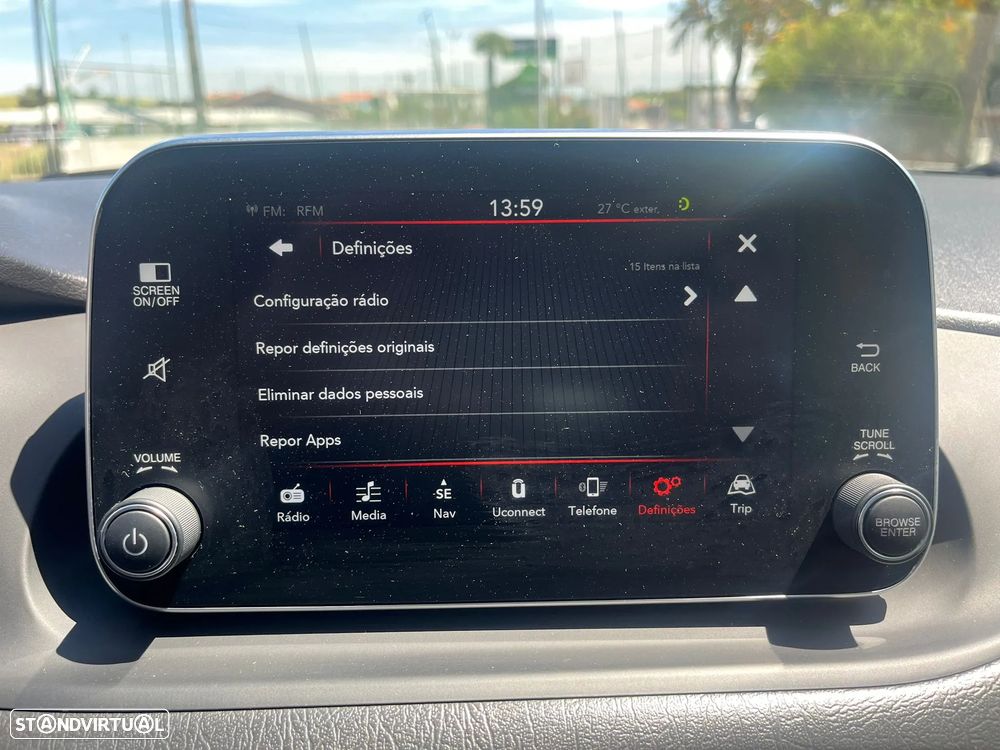 FM: RFM
13:59
27 °C exter.
Definições
15 Itens na lista
SCREEN
ON/OFF
Configuração rádio
Repor definições originais
BACK
Eliminar dados pessoais
Repor Apps
VOLUME
TUNE
SCROLL
Rádio
Media
SE
Nav
Uconnect
Telefone
Definições
Trip
BROWSE
ENTER
STANDVIRTUAL